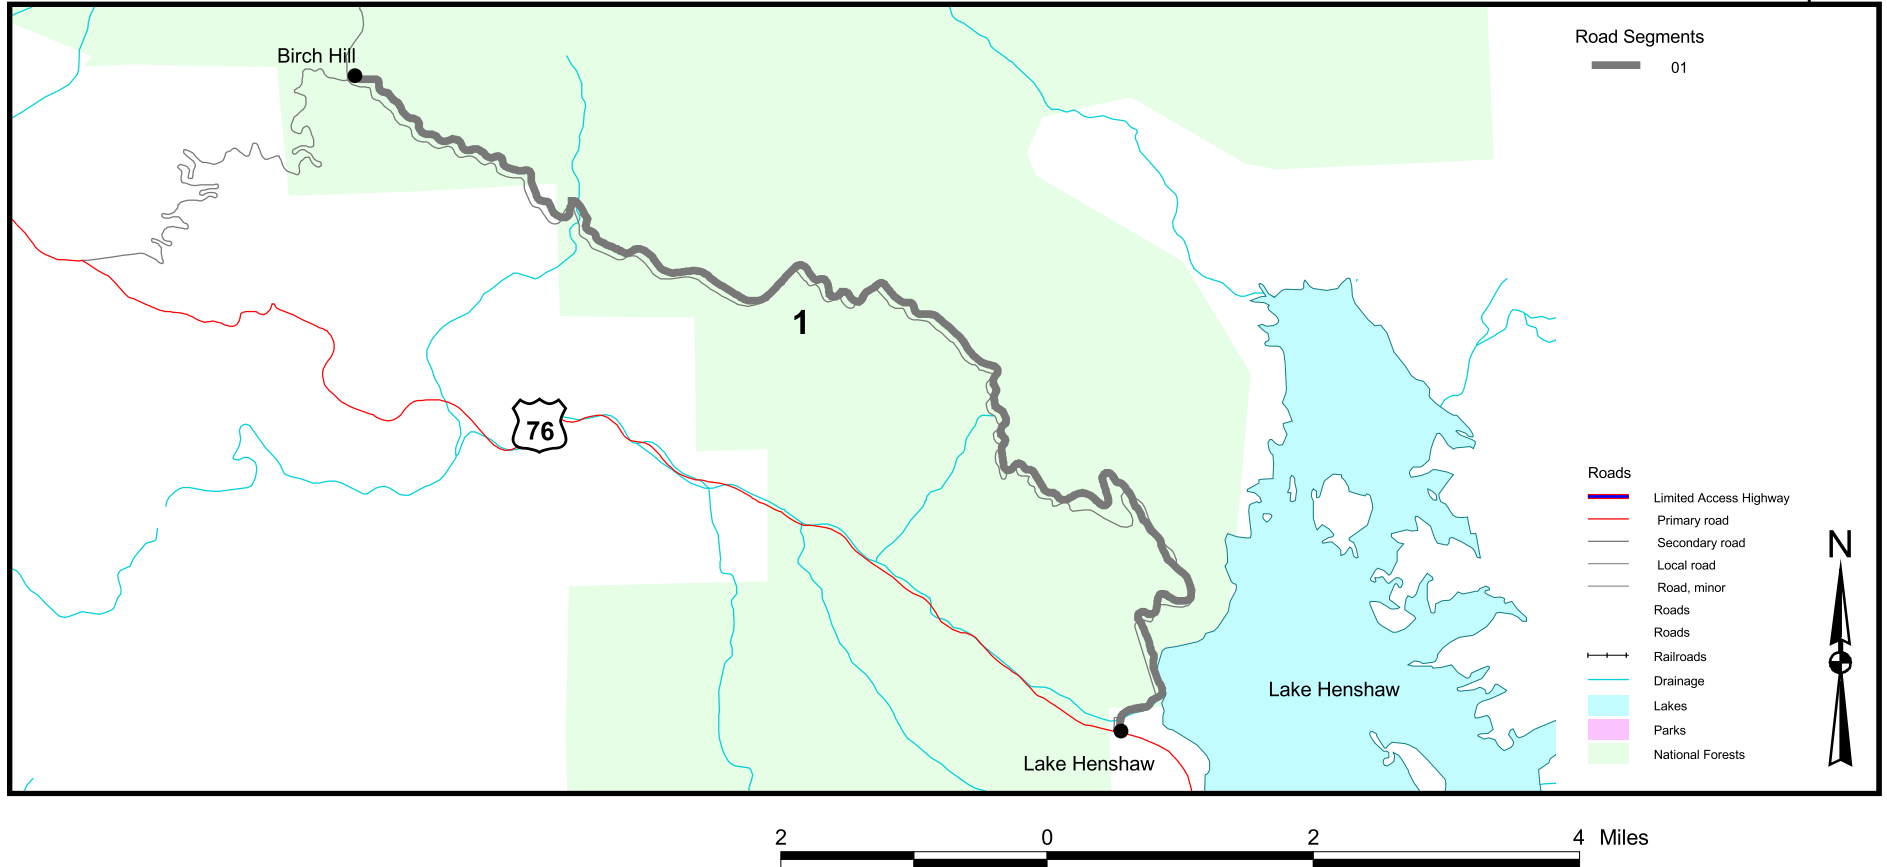 Birch Hill
Road Segments
01
1
76
Roads
Limited Access Highway
Primary road
Secondary road
Local road
Road, minor
Roads
Roads
Railroads
Drainage
Lakes
Parks
National Forests
N
Lake Henshaw
Lake Henshaw
2 0 2 4 Miles